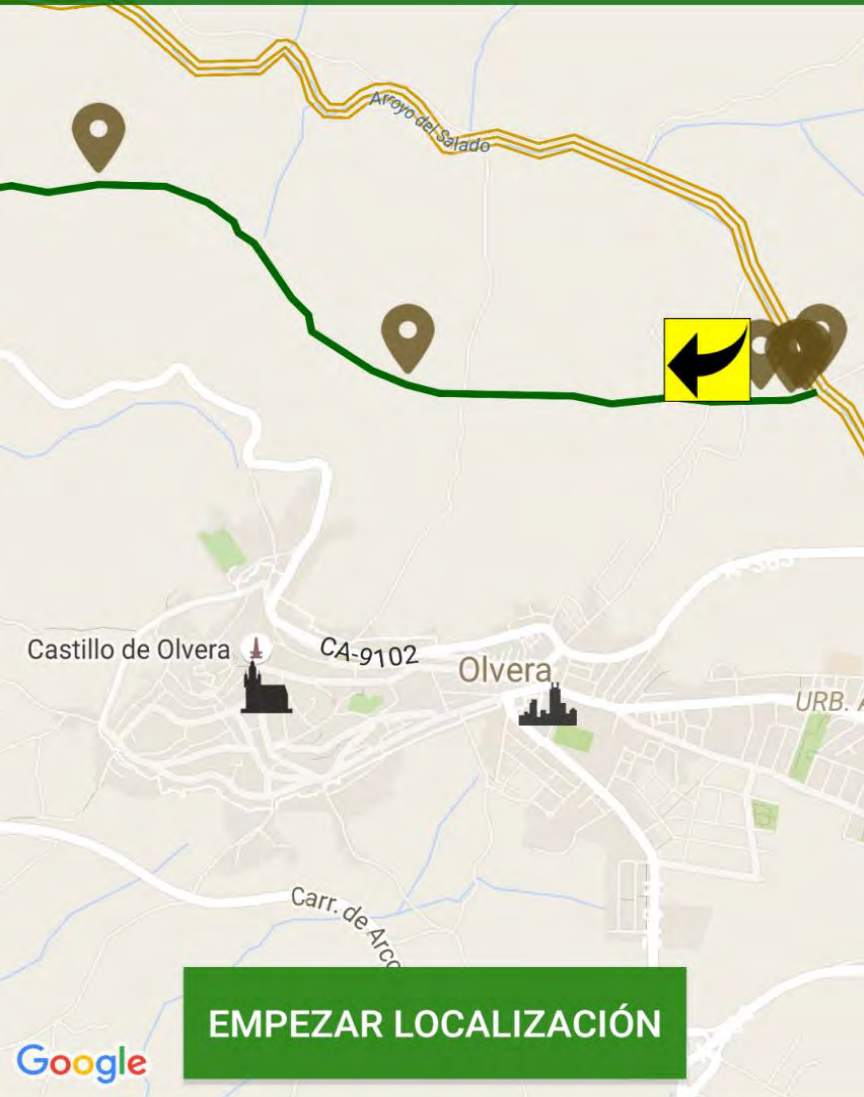 Arroyo del Salado
Castillo de Olvera
CA-9102
Olvera
URB. A
Carr. de Arco
EMPEZAR LOCALIZACIÓN
Google